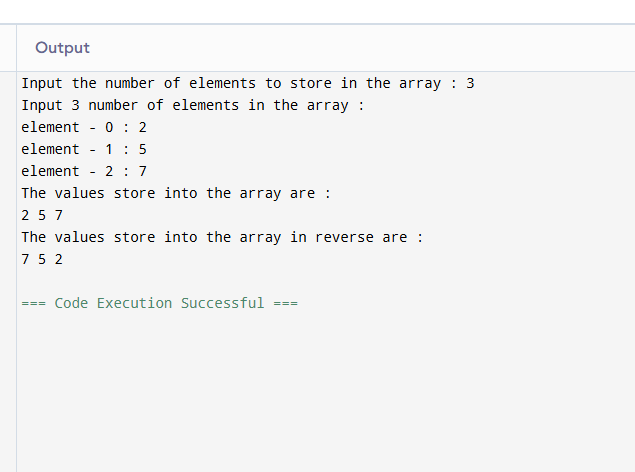 Output
Input the number of elements to store in the array : 3
Input 3 number of elements in the array :
element - 0 : 2
element - 1 : 5
element - 2 : 7
The values store into the array are :
2 5 7
The values store into the array in reverse are :
7 5 2
=== Code Execution Successful ===